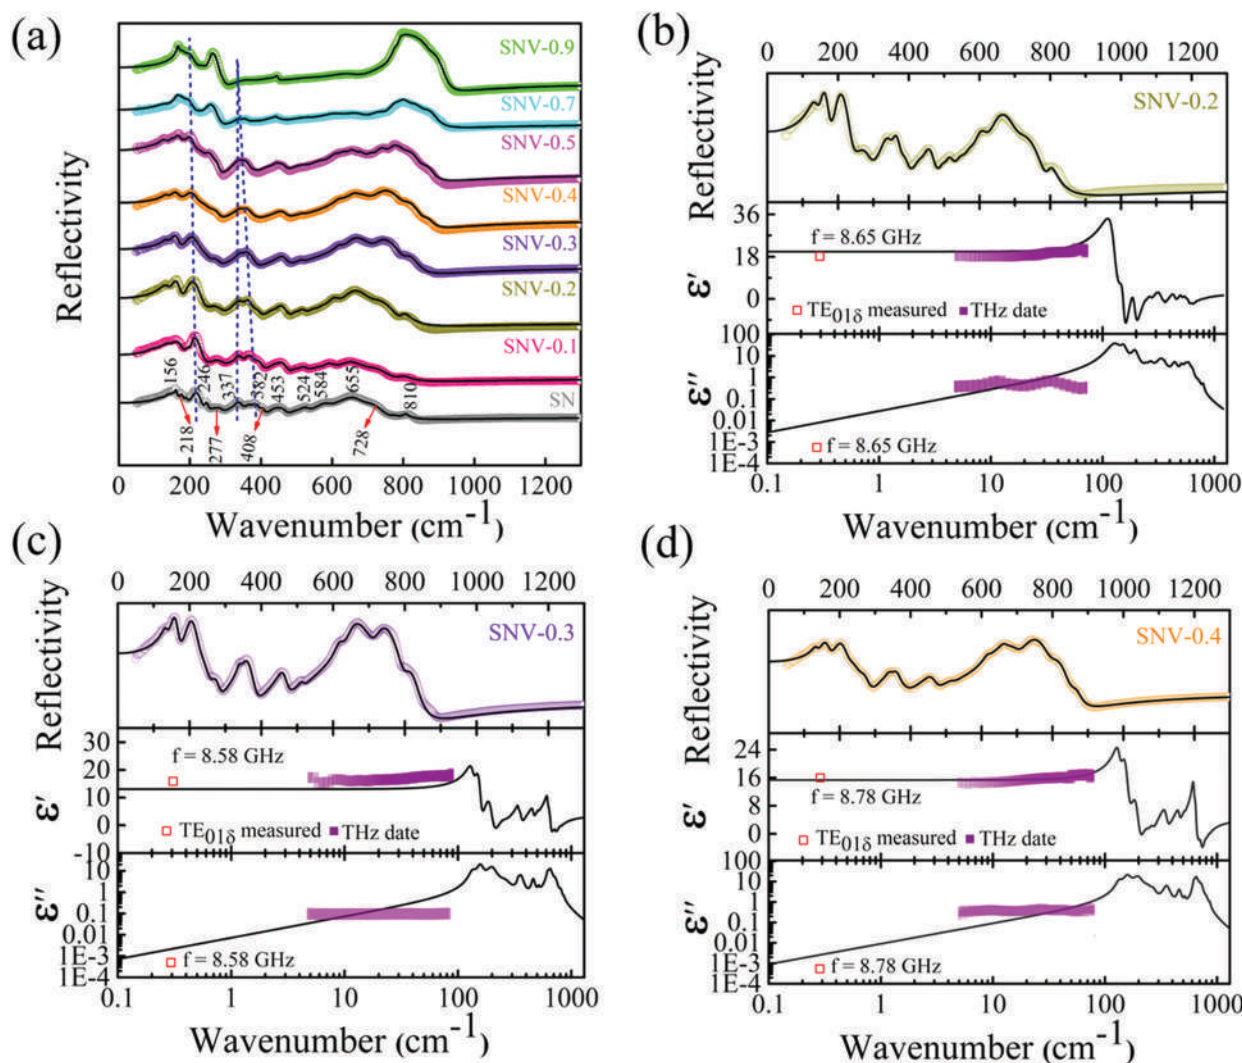 (a)
SNV-0.9
SNV-0.7
SNV-0.5
SNV-0.4
SNV-0.3
SNV-0.2
SNV-0.1
SN
156
246
337
382
453
524
584
655
810
218
277
408
728
Reflectivity
0 200 400 600 800 1000 1200
Wavenumber (cm-1)
(b)
0 200 400 600 800 1000 1200
SNV-0.2
Reflectivity
36
18
0
ε′
f = 8.65 GHz
TE01δ measured THz date
100
10
1
0.1
0.01
1E-3
1E-4
ε″
f = 8.65 GHz
0.1 1 10 100 1000
Wavenumber (cm-1)
(c)
0 200 400 600 800 1000 1200
SNV-0.3
Reflectivity
30
20
10
0
-10
ε′
f = 8.58 GHz
TE01δ measured THz date
10
1
0.1
0.01
1E-3
1E-4
ε″
f = 8.58 GHz
0.1 1 10 100 1000
Wavenumber (cm-1)
(d)
0 200 400 600 800 1000 1200
SNV-0.4
Reflectivity
24
16
8
0
ε′
f = 8.78 GHz
TE01δ measured THz date
100
10
1
0.1
0.01
1E-3
1E-4
ε″
f = 8.78 GHz
0.1 1 10 100 1000
Wavenumber (cm-1)